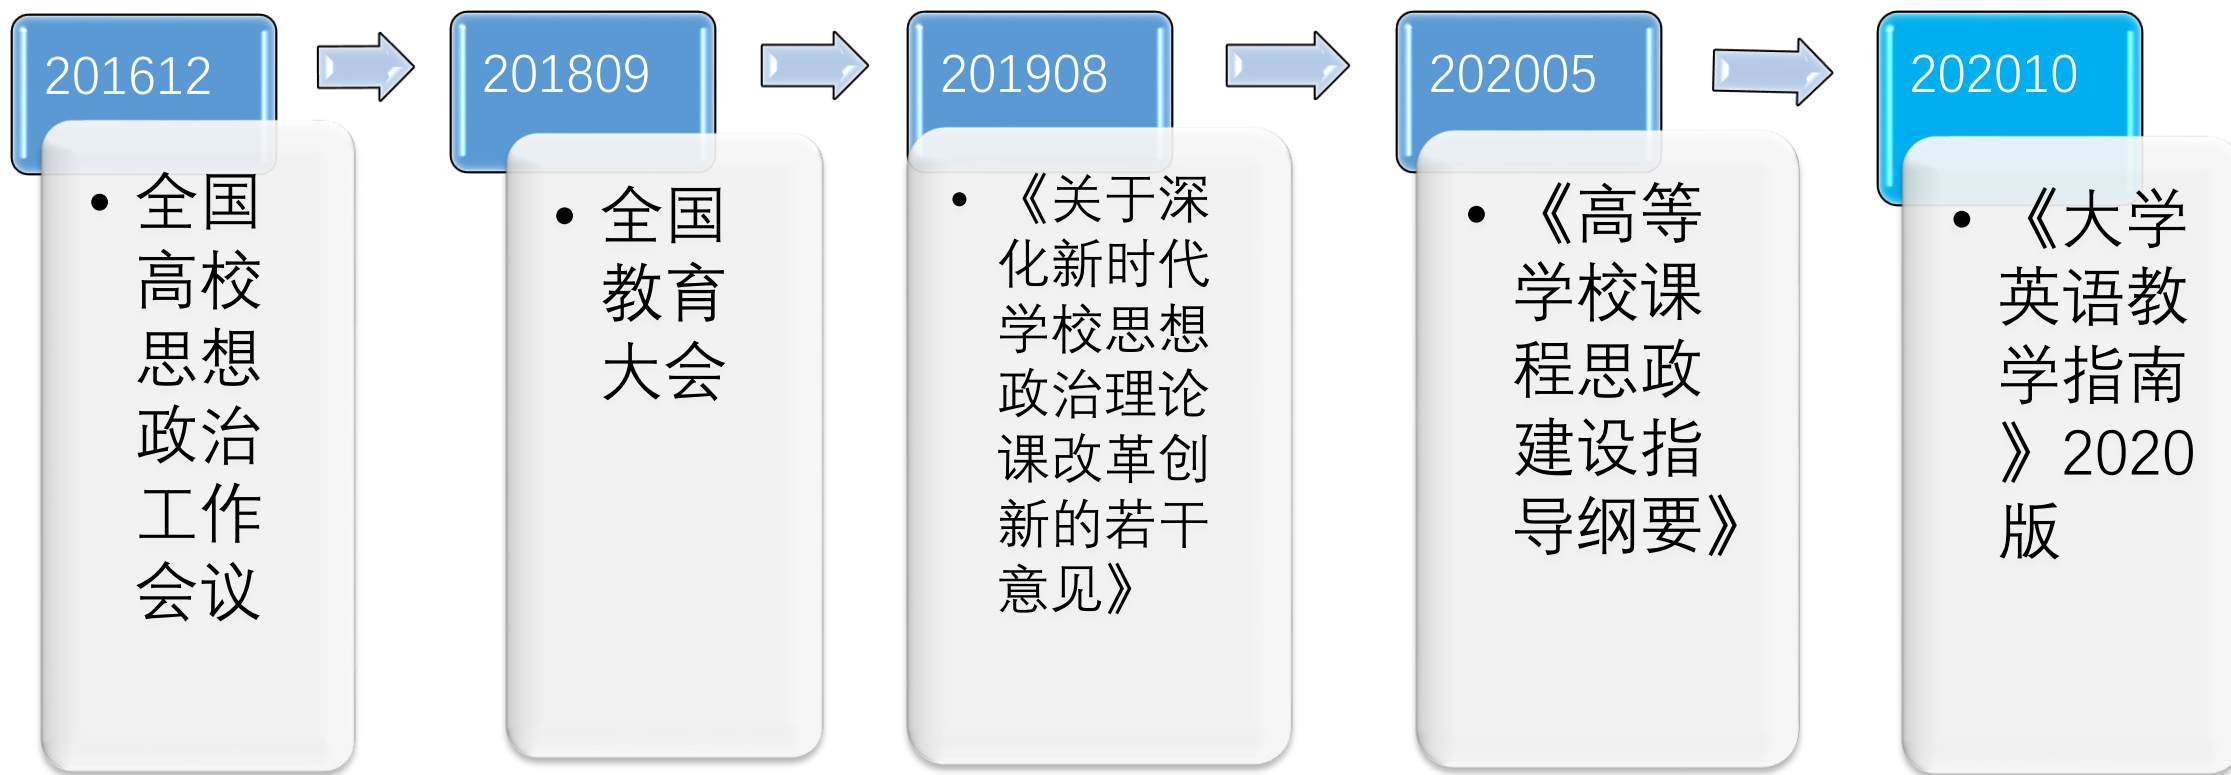 201612
• 全国
高校
思想
政治
工作
会议
201809
• 全国
教育
大会
201908
• 《关于深
化新时代
学校思想
政治理论
课改革创
新的若干
意见》
202005
• 《高等
学校课
程思政
建设指
导纲要》
202010
• 《大学
英语教
学指南
》2020
版